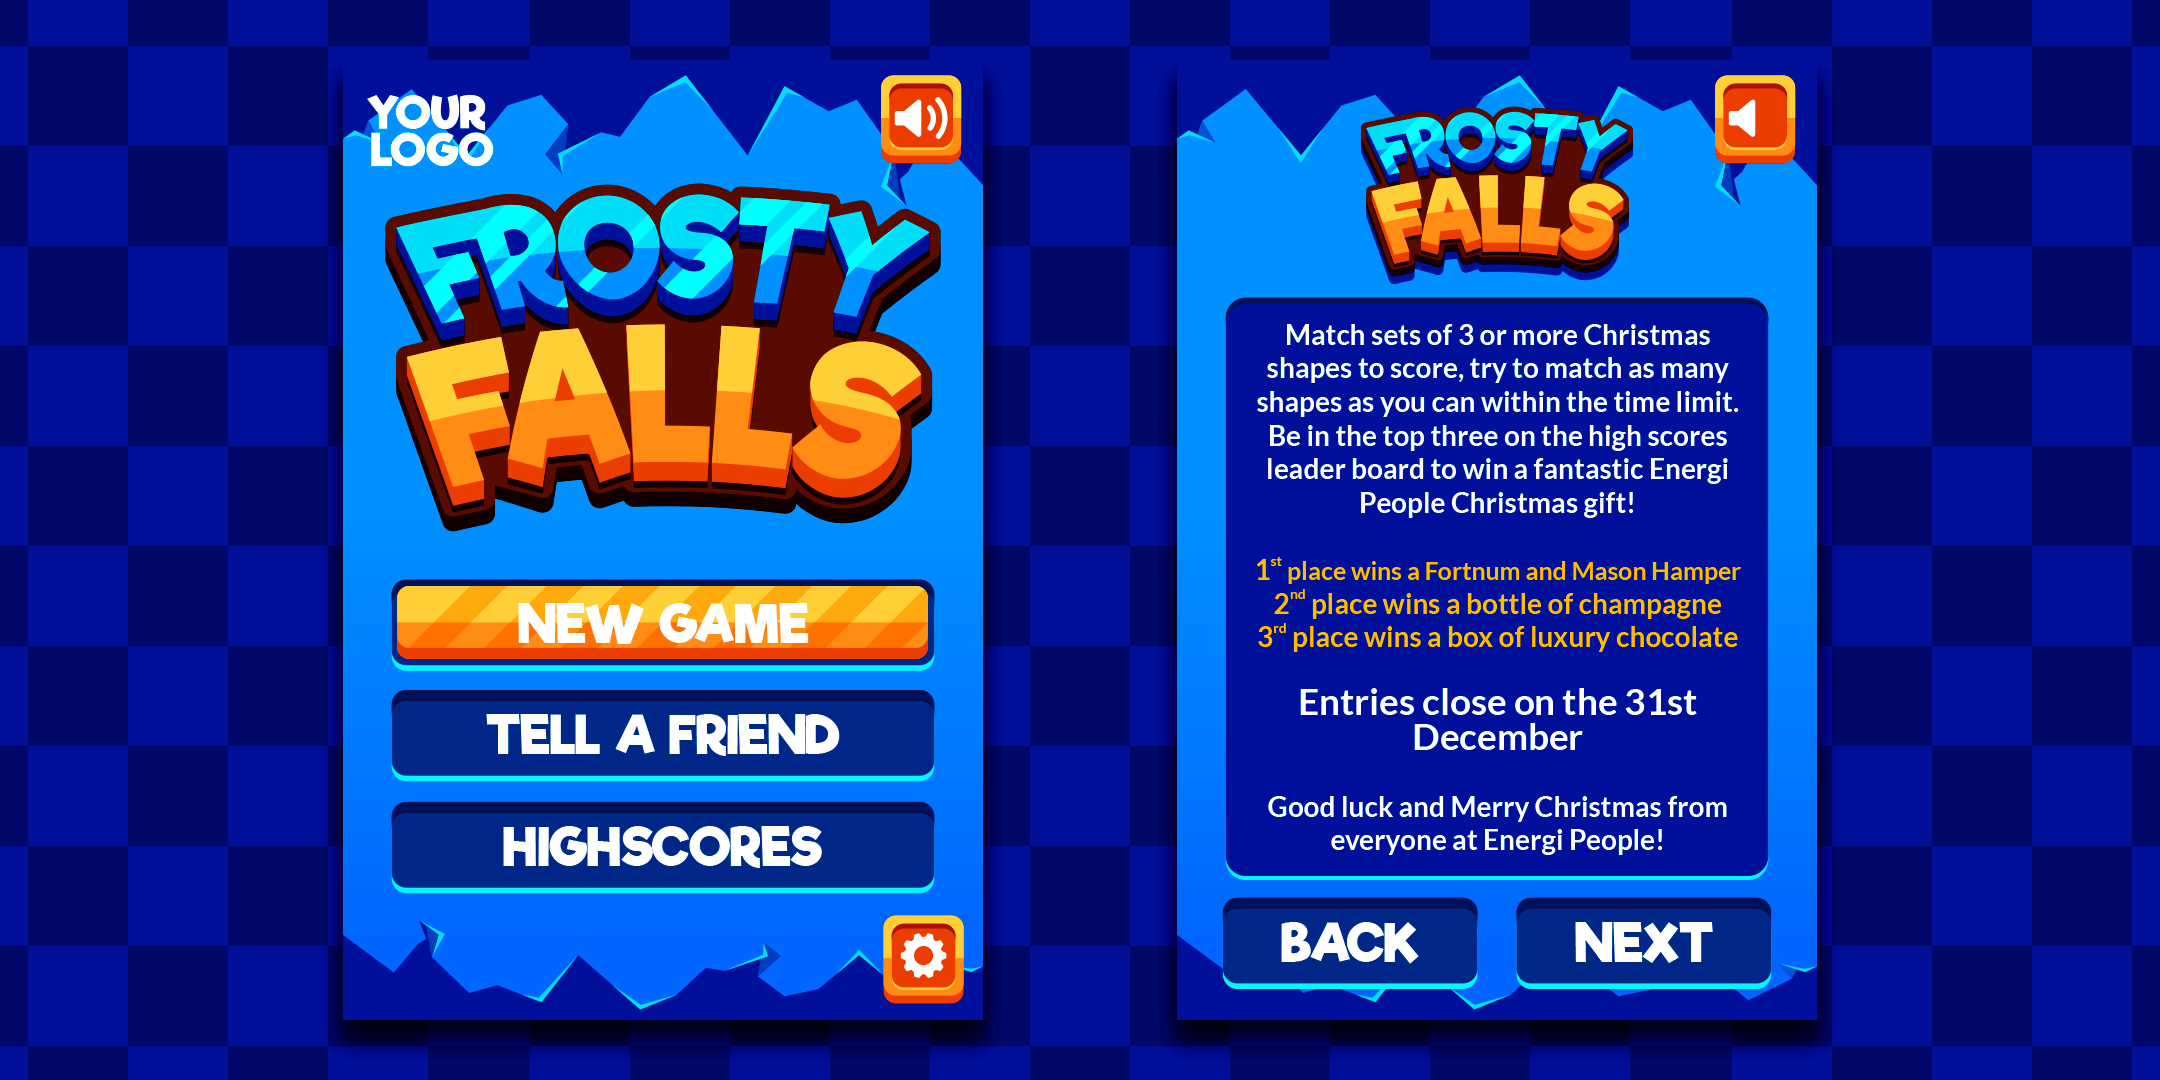 YOUR
LOGO
FROSTY
FALLS
NEW GAME
TELL A FRIEND
HIGHSCORES
FROSTY
FALLS
Match sets of 3 or more Christmas
shapes to score, try to match as many
shapes as you can within the time limit.
Be in the top three on the high scores
leader board to win a fantastic Energi
People Christmas gift!
1st place wins a Fortnum and Mason Hamper
2nd place wins a bottle of champagne
3rd place wins a box of luxury chocolate
Entries close on the 31st
December
Good luck and Merry Christmas from
everyone at Energi People!
BACK
NEXT